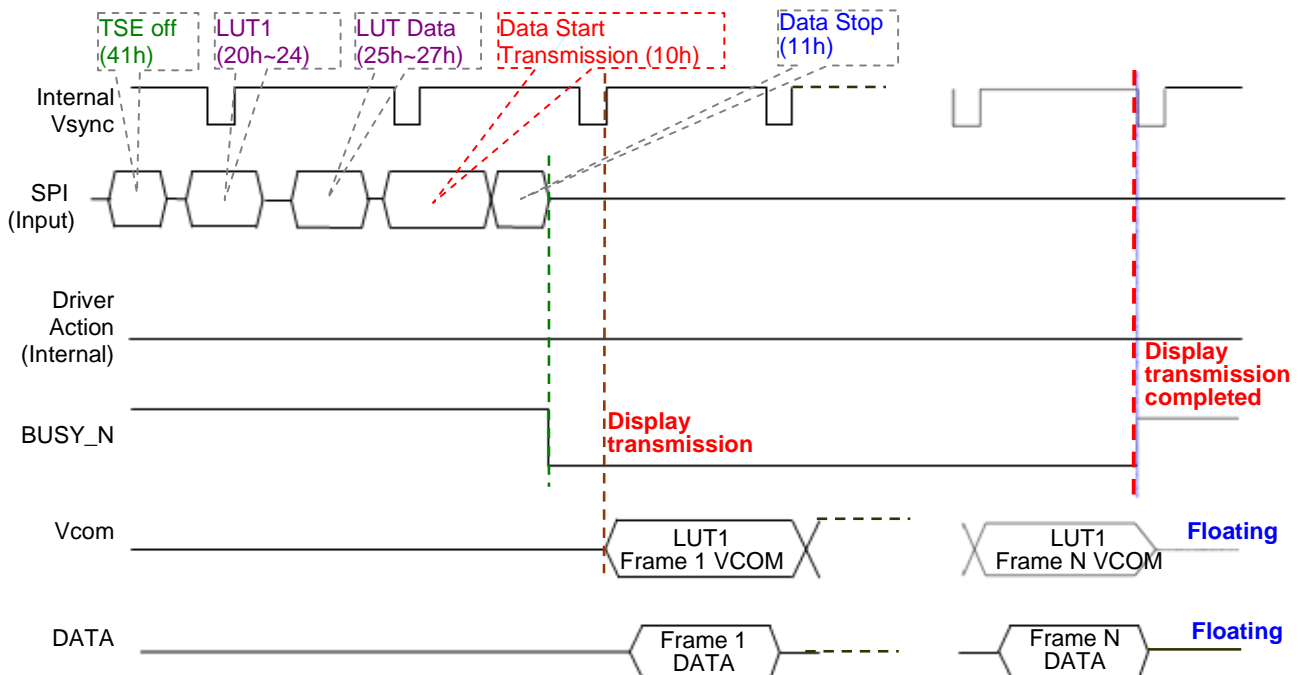 TSE off
(41h)
LUT1
(20h~24)
LUT Data
(25h~27h)
Data Start
Transmission (10h)
Data Stop
(11h)
Internal
Vsync
SPI
(Input)
Driver
Action
(Internal)
Display
transmission
completed
BUSY_N
Display
transmission
Vcom
LUT1
Frame 1 VCOM
LUT1
Frame N VCOM
Floating
DATA
Frame 1
DATA
Frame N
DATA
Floating